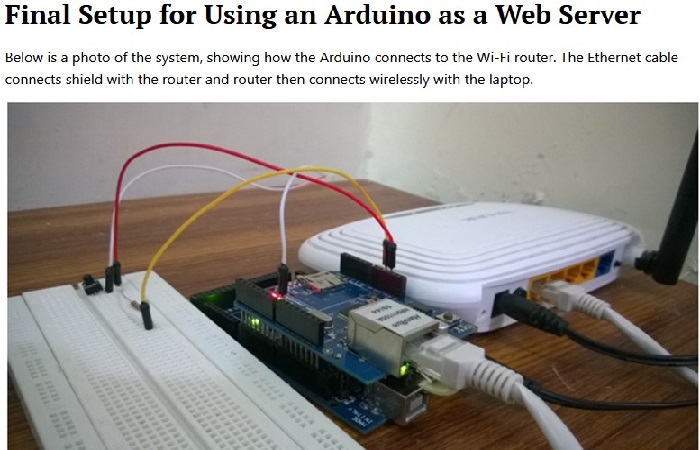 Final Setup for Using an Arduino as a Web Server
Below is a photo of the system, showing how the Arduino connects to the Wi-Fi router. The Ethernet cable
connects shield with the router and router then connects wirelessly with the laptop.